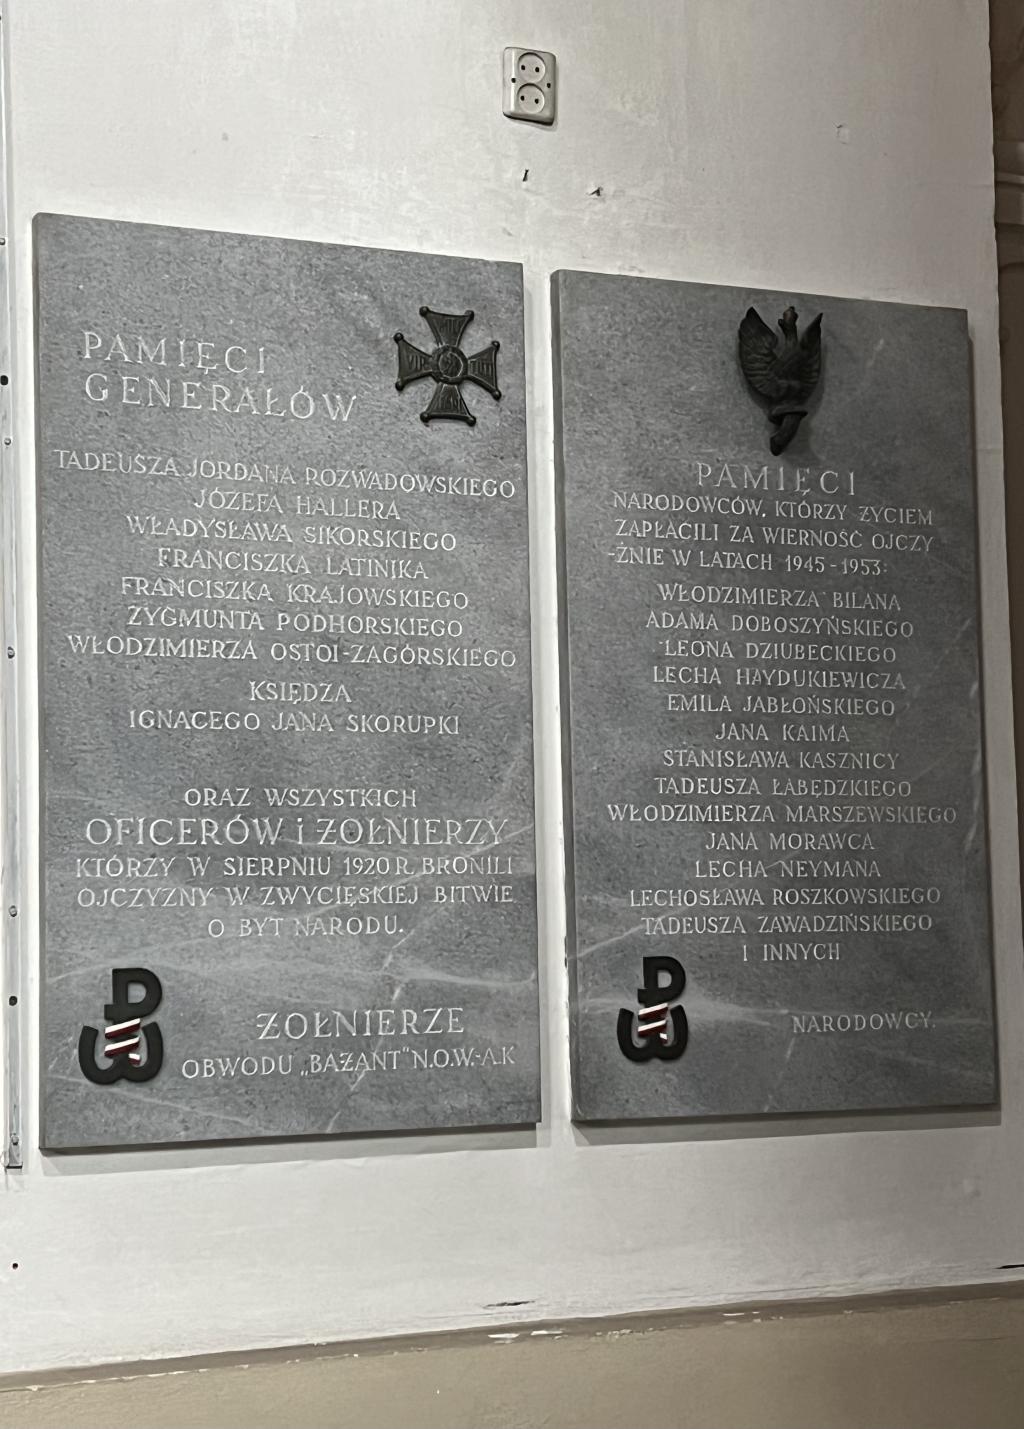 PAMIĘCI
GENERAŁÓW
TADEUSZA JORDANA ROZWADOWSKIEGO
JÓZEFA HALLERA
WŁADYSŁAWA SIKORSKIEGO
FRANCISZKA LATINIKA
FRANCISZKA KRAJOWSKIEGO
ZYGMUNTA PODHORSKIEGO
WŁODZIMIERZA OSTOI-ZAGÓRSKIEGO
KSIĘDZA
IGNACEGO JANA SKORUPKI
ORAZ WSZYSTKICH
OFICERÓW i ŻOŁNIERZY
KTÓRZY W SIERPNIU 1920 R. BRONILI
OJCZYZNY W ZWYCIĘSKIEJ BITWIE
O BYT NARODU.
ŻOŁNIERZE
OBWODU „BAŻANT" N.O.W.-A.K
PAMIĘCI
NARODOWCÓW, KTÓRZY ŻYCIEM
ZAPŁACILI ZA WIERNOŚĆ OJCZY
-ŹNIE W LATACH 1945-1953:
WŁODZIMIERZA BILANA
ADAMA DOBOSZYŃSKIEGO
LEONA DZIUBECKIEGO
LECHA HAYDUKIEWICZA
EMILA JABŁOŃSKIEGO
JANA KAIMA
STANISŁAWA KASZNICY
TADEUSZA ŁABĘDZKIEGO
WŁODZIMIERZA MARSZEWSKIEGO
JANA MORAWCA
LECHA NEYMANA
LECHOSŁAWA ROSZKOWSKIEGO
TADEUSZA ZAWADZIŃSKIEGO
I INNYCH
NARODOWCY.